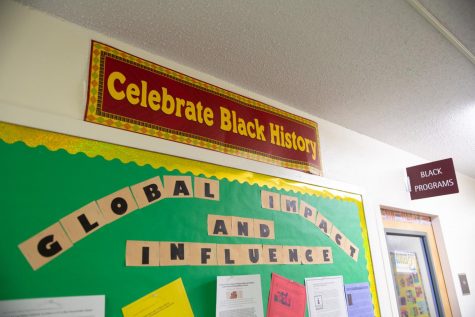 Celebrate Black History
BLACK
PROGRAMS
GLOBAL IMPACT
AND
INFLUENCE